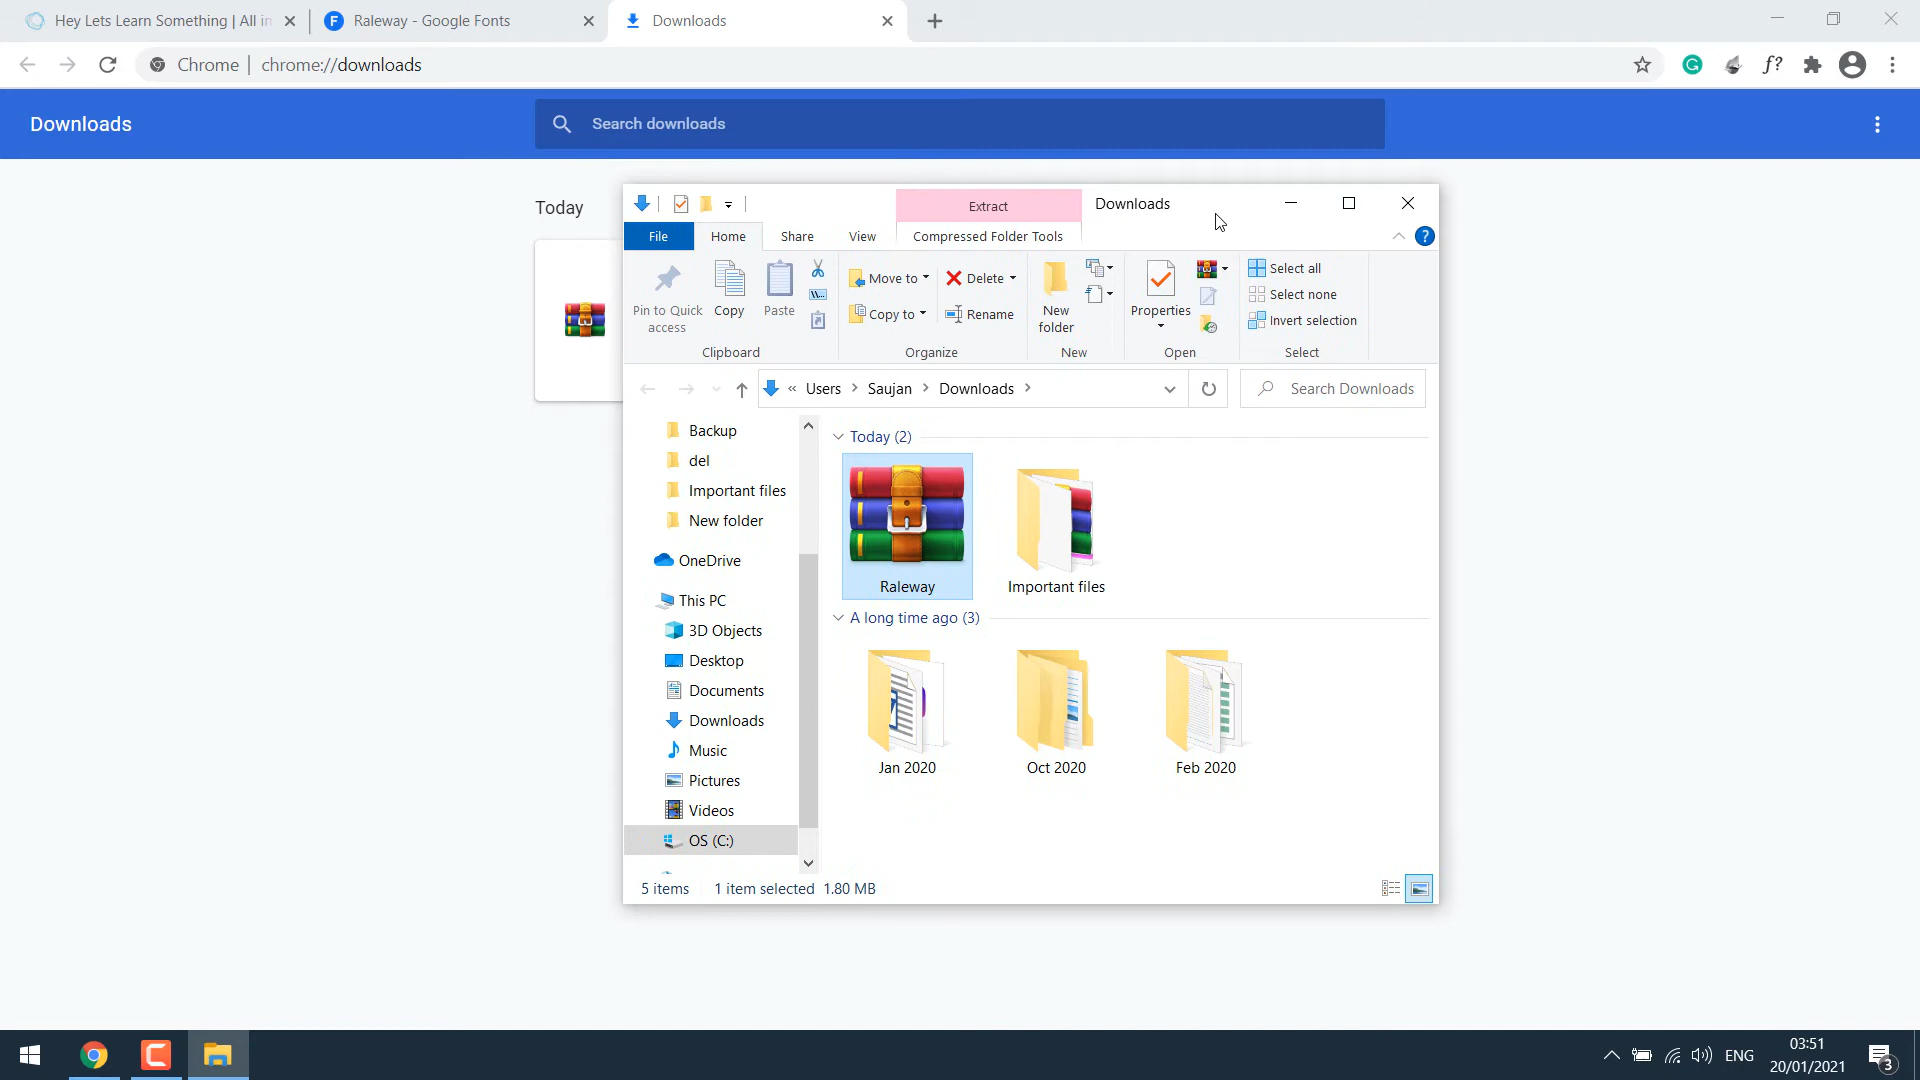 Hey Lets Learn Something | All in
Raleway - Google Fonts
Downloads
Chrome | chrome://downloads
f?
Downloads
Search downloads
Today
Extract
Downloads
File
Home
Share
View
Compressed Folder Tools
Pin to Quick access
Copy
Paste
Move to
Copy to
Delete
Rename
New folder
Properties
Select all
Select none
Invert selection
Clipboard
Organize
New
Open
Select
« Users > Saujan > Downloads >
Search Downloads
Backup
del
Important files
New folder
OneDrive
This PC
3D Objects
Desktop
Documents
Downloads
Music
Pictures
Videos
OS (C:)
Today (2)
Raleway
Important files
A long time ago (3)
Jan 2020
Oct 2020
Feb 2020
5 items
1 item selected 1.80 MB
ENG
03:51
20/01/2021
3